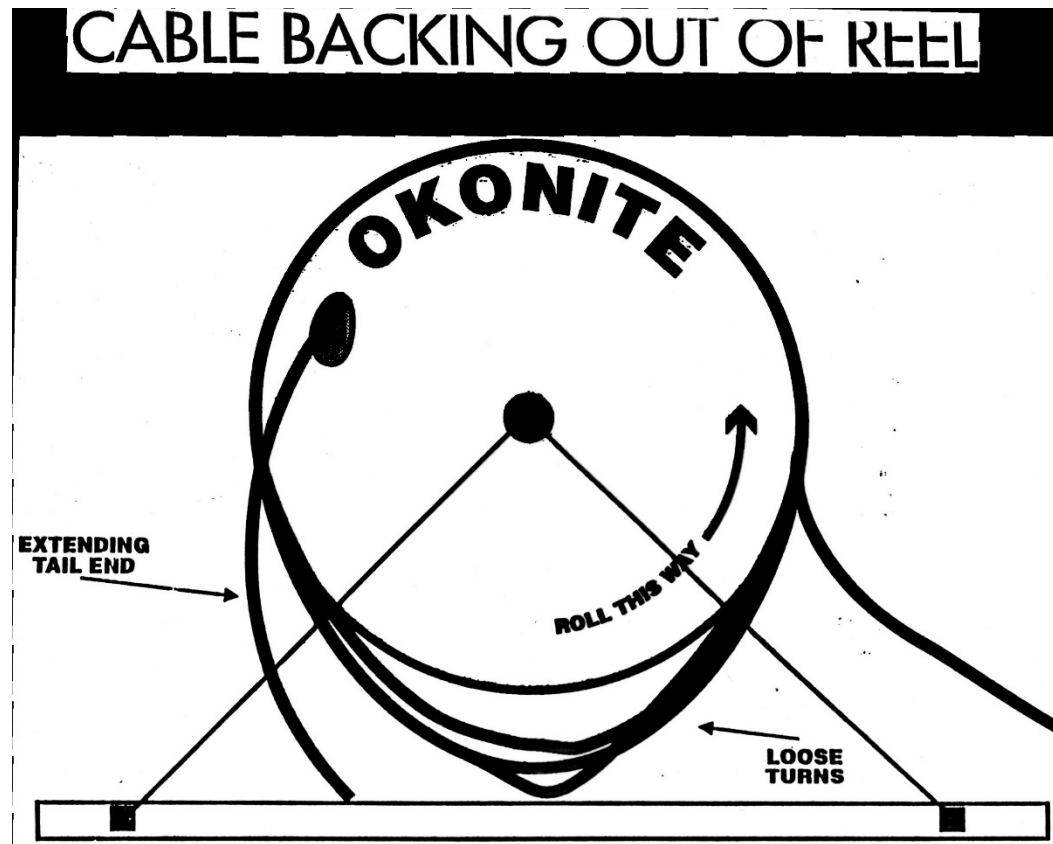 CABLE BACKING OUT OF REEL
OKONITE
EXTENDING
TAIL END
ROLL THIS WAY
LOOSE
TURNS